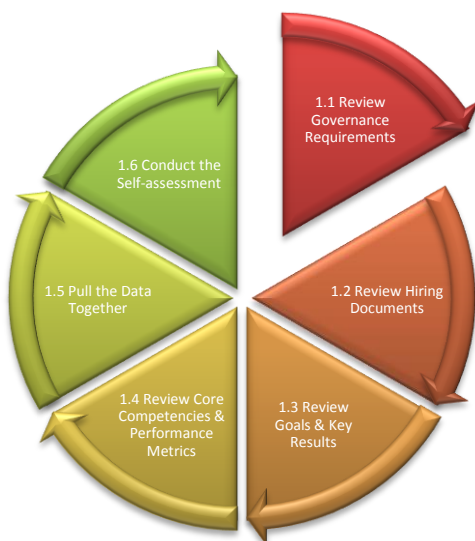 1.1 Review
Governance
Requirements
1.2 Review Hiring
Documents
1.3 Review
Goals & Key
Results
1.4 Review Core
Competencies &
Performance
Metrics
1.5 Pull the Data
Together
1.6 Conduct the
Self-assessment